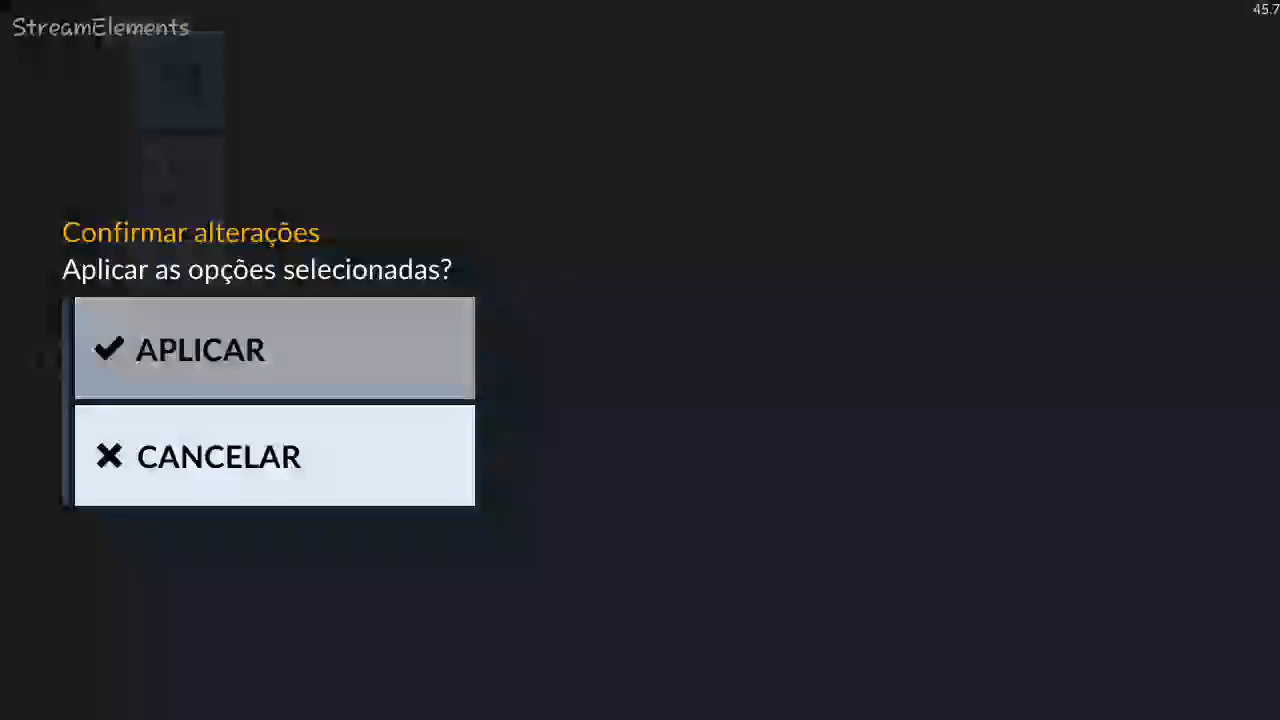 StreamElements
45.7
Confirmar alterações
Aplicar as opções selecionadas?
APLICAR
CANCELAR